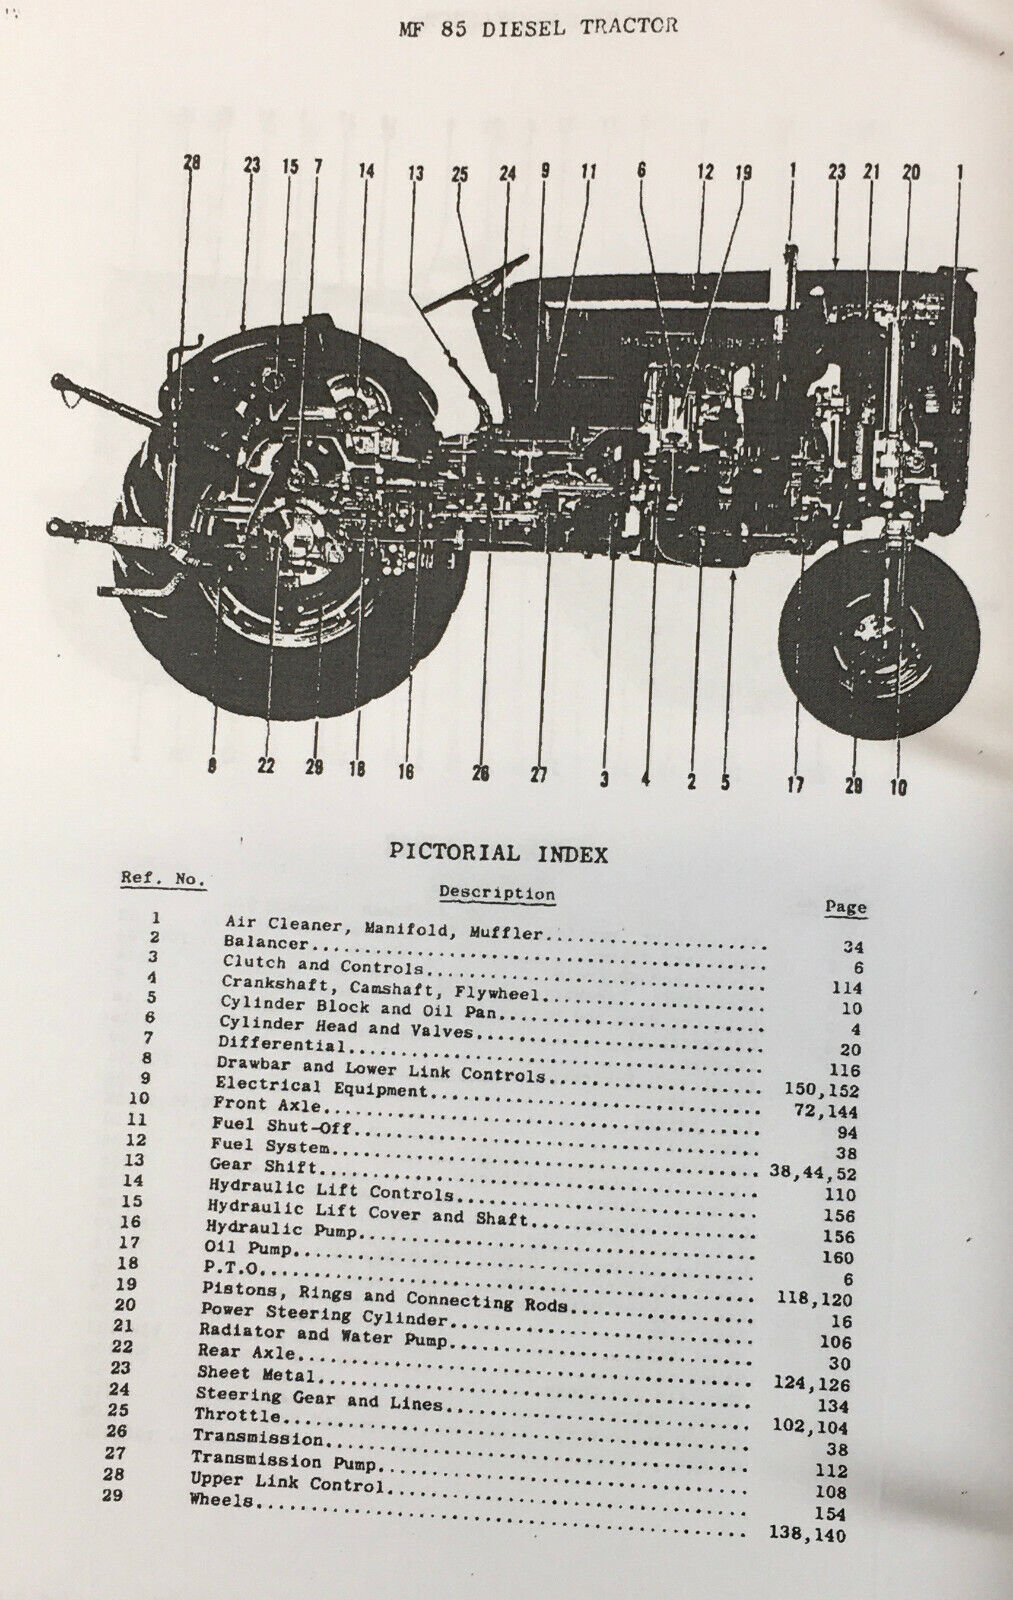 MF 85 DIESEL TRACTOR
28 23 15 7 14 13 25 24 9 11 6 12 19 1 23 21 20 1
8 22 29 18 16 26 27 3 4 2 5 17 29 10
PICTORIAL INDEX
Ref. No. Description Page
1 Air Cleaner, Manifold, Muffler 34
2 Balancer 6
3 Clutch and Controls 114
4 Crankshaft, Camshaft, Flywheel 10
5 Cylinder Block and Oil Pan 4
6 Cylinder Head and Valves 20
7 Differential 116
8 Drawbar and Lower Link Controls 150,152
9 Electrical Equipment 72,144
10 Front Axle 94
11 Fuel Shut-Off 38
12 Fuel System 38,44,52
13 Gear Shift 110
14 Hydraulic Lift Controls 156
15 Hydraulic Lift Cover and Shaft 156
16 Hydraulic Pump 160
17 Oil Pump 6
18 P.T.O. 118,120
19 Pistons, Rings and Connecting Rods 16
20 Power Steering Cylinder 106
21 Radiator and Water Pump 30
22 Rear Axle 124,126
23 Sheet Metal 134
24 Steering Gear and Lines 102,104
25 Throttle 38
26 Transmission 112
27 Transmission Pump 108
28 Upper Link Control 154
29 Wheels 138,140